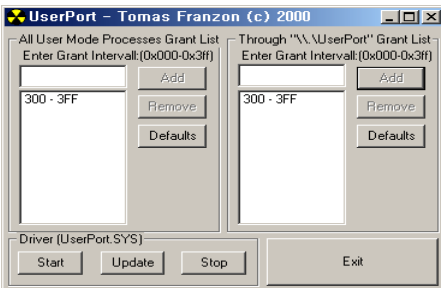 UserPort - Tomas Franzon (c) 2000
All User Mode Processes Grant List
Enter Grant Intervall:(0x000-0x3ff)
Add
300 - 3FF
Remove
Defaults
Through "\\.\UserPort" Grant List
Enter Grant Intervall:(0x000-0x3ff)
Add
300 - 3FF
Remove
Defaults
Driver (UserPort.SYS)
Start
Update
Stop
Exit